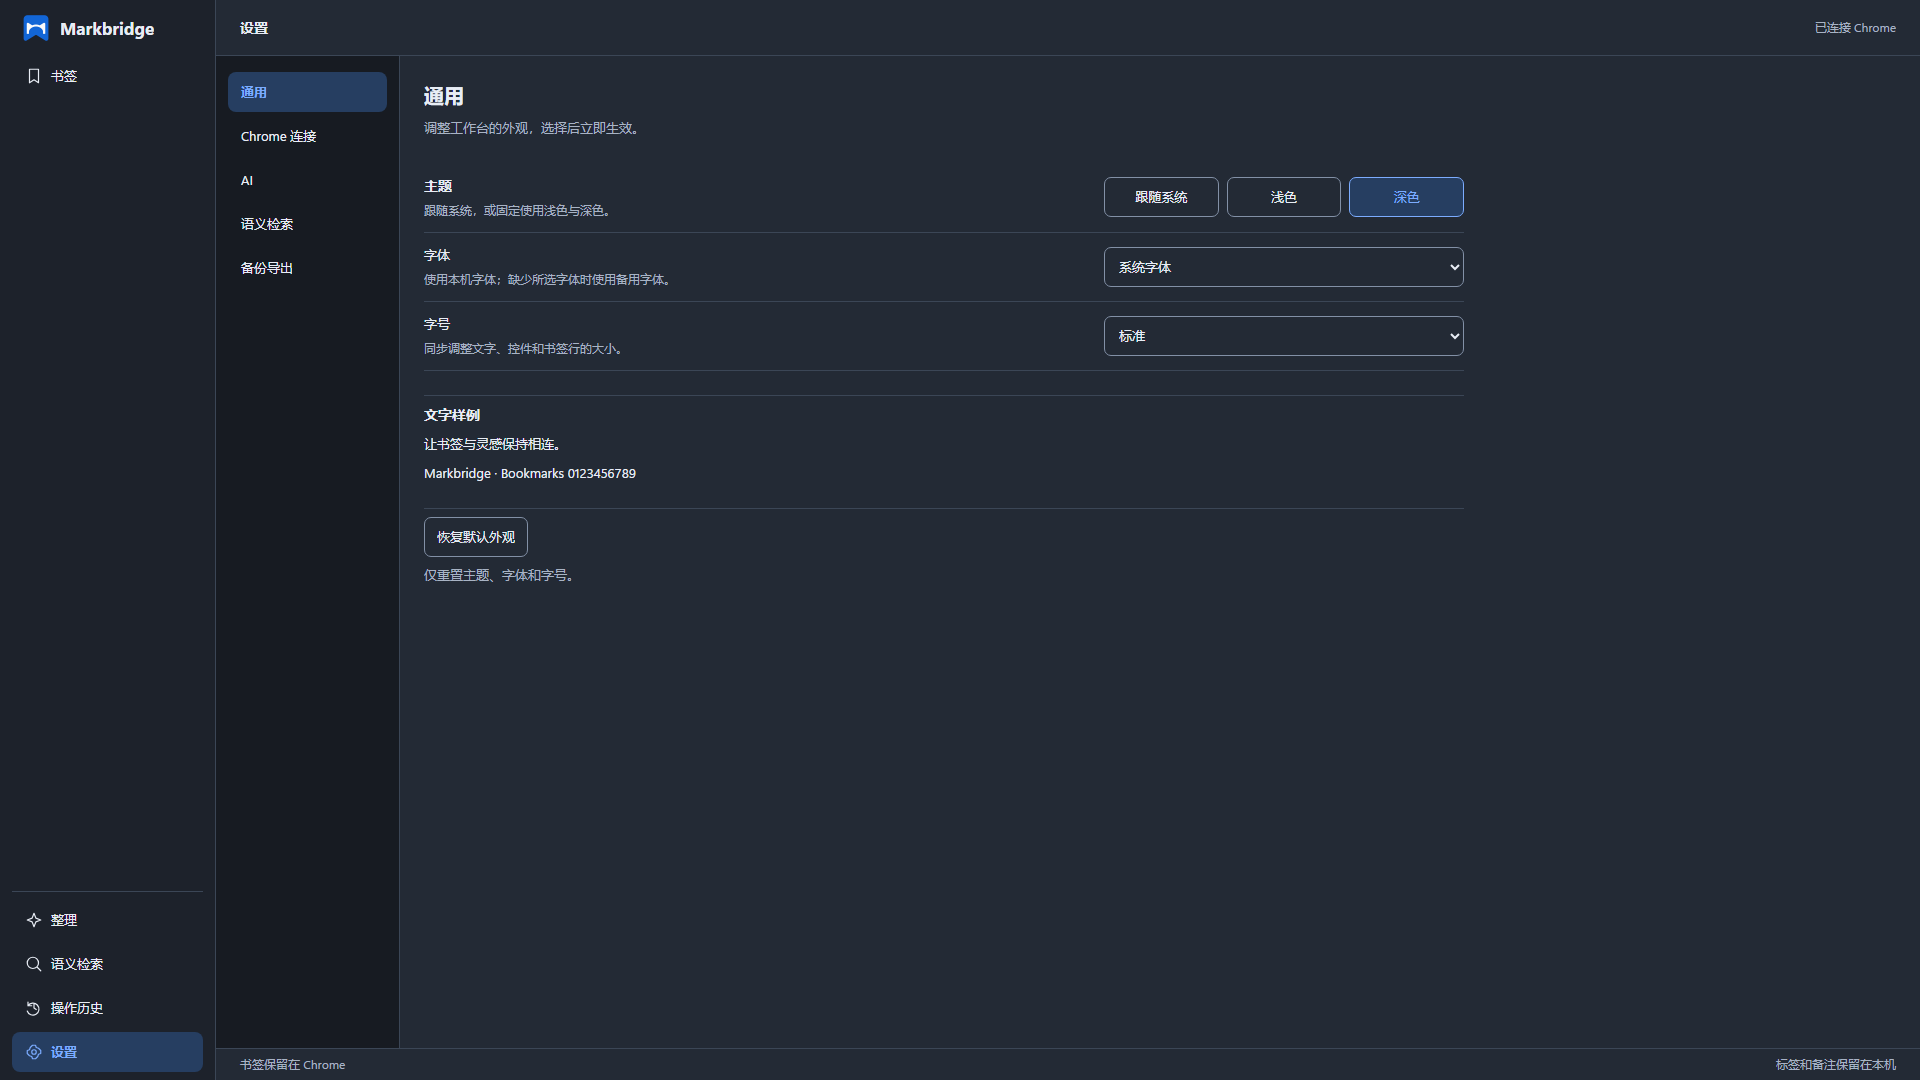 Markbridge
书签
整理
语义检索
操作历史
设置
设置
已连接 Chrome
通用
Chrome 连接
AI
语义检索
备份导出
通用
调整工作台的外观，选择后立即生效。
主题
跟随系统，或固定使用浅色与深色。
跟随系统
浅色
深色
字体
使用本机字体；缺少所选字体时使用备用字体。
系统字体
字号
同步调整文字、控件和书签行的大小。
标准
文字样例
让书签与灵感保持相连。
Markbridge · Bookmarks 0123456789
恢复默认外观
仅重置主题、字体和字号。
书签保留在 Chrome
标签和备注保留在本机